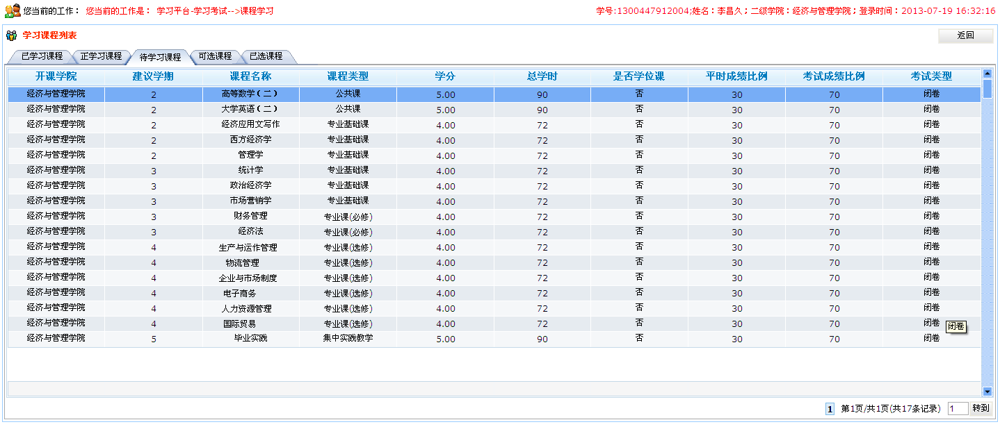 您当前的工作： 您当前的工作是： 学习平台-学习考试-->课程学习 学号:1300447912004;姓名：李昌久；二级学院：经济与管理学院；登录时间：2013-07-19 16:32:16
学习课程列表 返回
已学习课程 正学习课程 待学习课程 可选课程 已选课程
开课学院 建议学期 课程名称 课程类型 学分 总学时 是否学位课 平时成绩比例 考试成绩比例 考试类型
经济与管理学院 2 高等数学（二） 公共课 5.00 90 否 30 70 闭卷
经济与管理学院 2 大学英语（二） 公共课 5.00 90 否 30 70 闭卷
经济与管理学院 2 经济应用文写作 专业基础课 4.00 72 否 30 70 闭卷
经济与管理学院 2 西方经济学 专业基础课 4.00 72 否 30 70 闭卷
经济与管理学院 2 管理学 专业基础课 4.00 72 否 30 70 闭卷
经济与管理学院 3 统计学 专业基础课 4.00 72 否 30 70 闭卷
经济与管理学院 3 政治经济学 专业基础课 4.00 72 否 30 70 闭卷
经济与管理学院 3 市场营销学 专业基础课 4.00 72 否 30 70 闭卷
经济与管理学院 3 财务管理 专业课(必修) 4.00 72 否 30 70 闭卷
经济与管理学院 3 经济法 专业课(必修) 4.00 72 否 30 70 闭卷
经济与管理学院 4 生产与运作管理 专业课(选修) 4.00 72 否 30 70 闭卷
经济与管理学院 4 物流管理 专业课(选修) 4.00 72 否 30 70 闭卷
经济与管理学院 4 企业与市场制度 专业课(选修) 4.00 72 否 30 70 闭卷
经济与管理学院 4 电子商务 专业课(选修) 4.00 72 否 30 70 闭卷
经济与管理学院 4 人力资源管理 专业课(选修) 4.00 72 否 30 70 闭卷
经济与管理学院 4 国际贸易 专业课(选修) 4.00 72 否 30 70 闭卷
闭卷
经济与管理学院 5 毕业实践 集中实践教学 5.00 90 否 30 70 闭卷
1 第1页/共1页(共17条记录) 1 转到